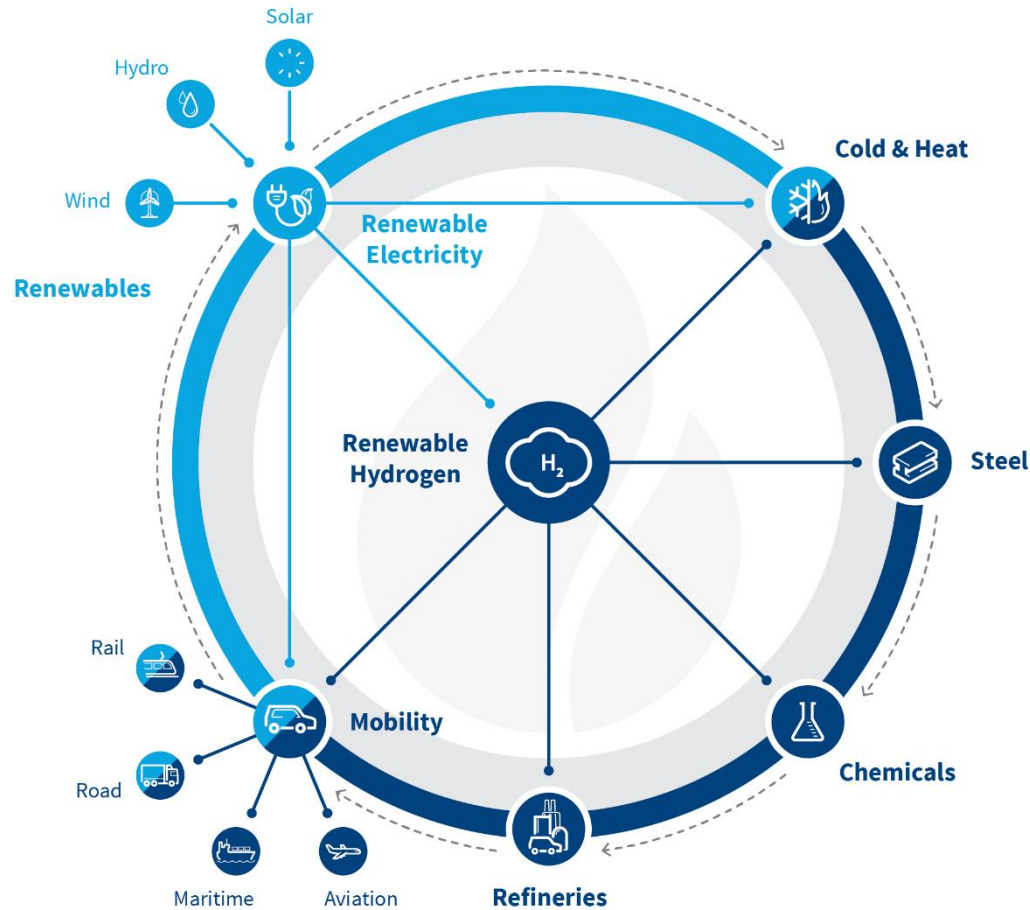 Solar
Hydro
Wind
Renewables
Renewable
Electricity
Cold & Heat
Renewable
Hydrogen
H₂
Steel
Rail
Mobility
Road
Chemicals
Maritime
Aviation
Refineries